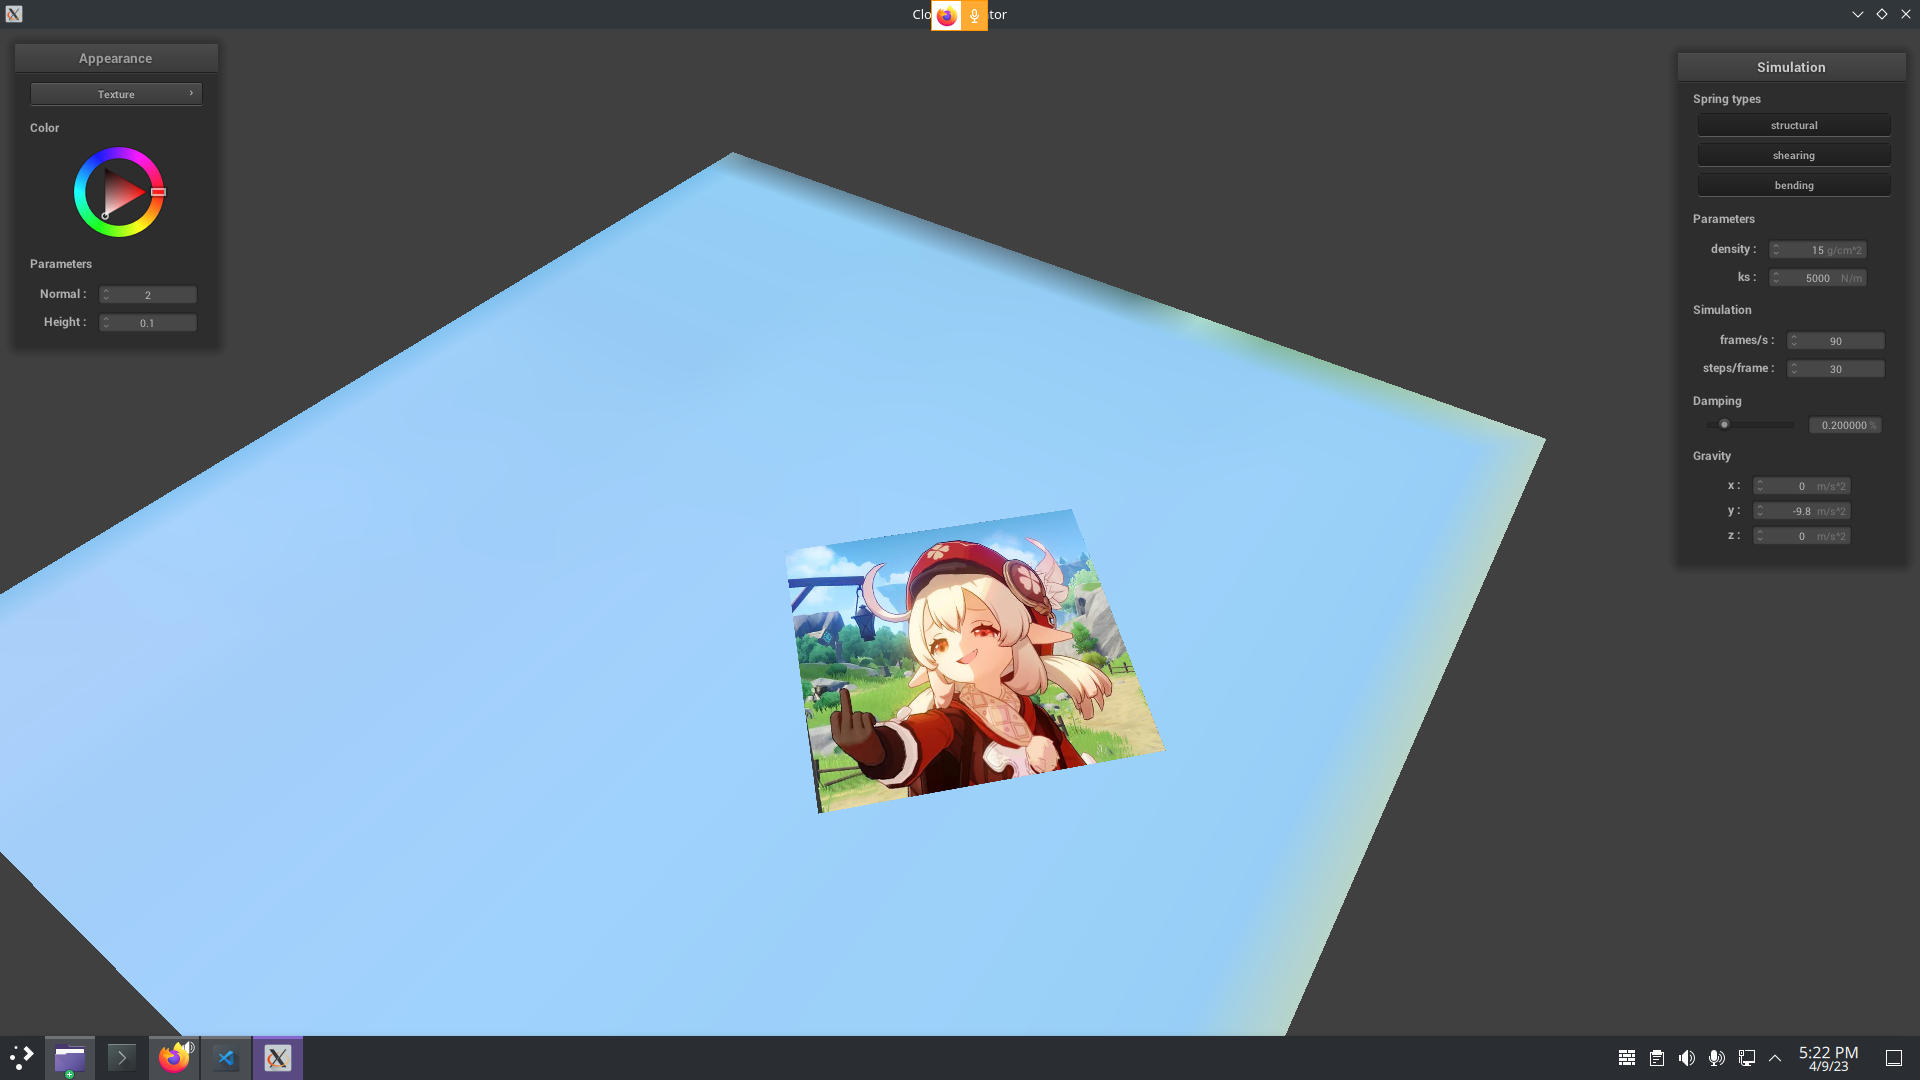 Clo tor
Appearance
Texture
Color
Parameters
Normal : 2
Height : 0.1
Simulation
Spring types
structural
shearing
bending
Parameters
density : 15 g/cm^2
ks : 5000 N/m
Simulation
frames/s : 90
steps/frame : 30
Damping
0.200000 %
Gravity
x : 0 m/s^2
y : -9.8 m/s^2
z : 0 m/s^2
5:22 PM
4/9/23